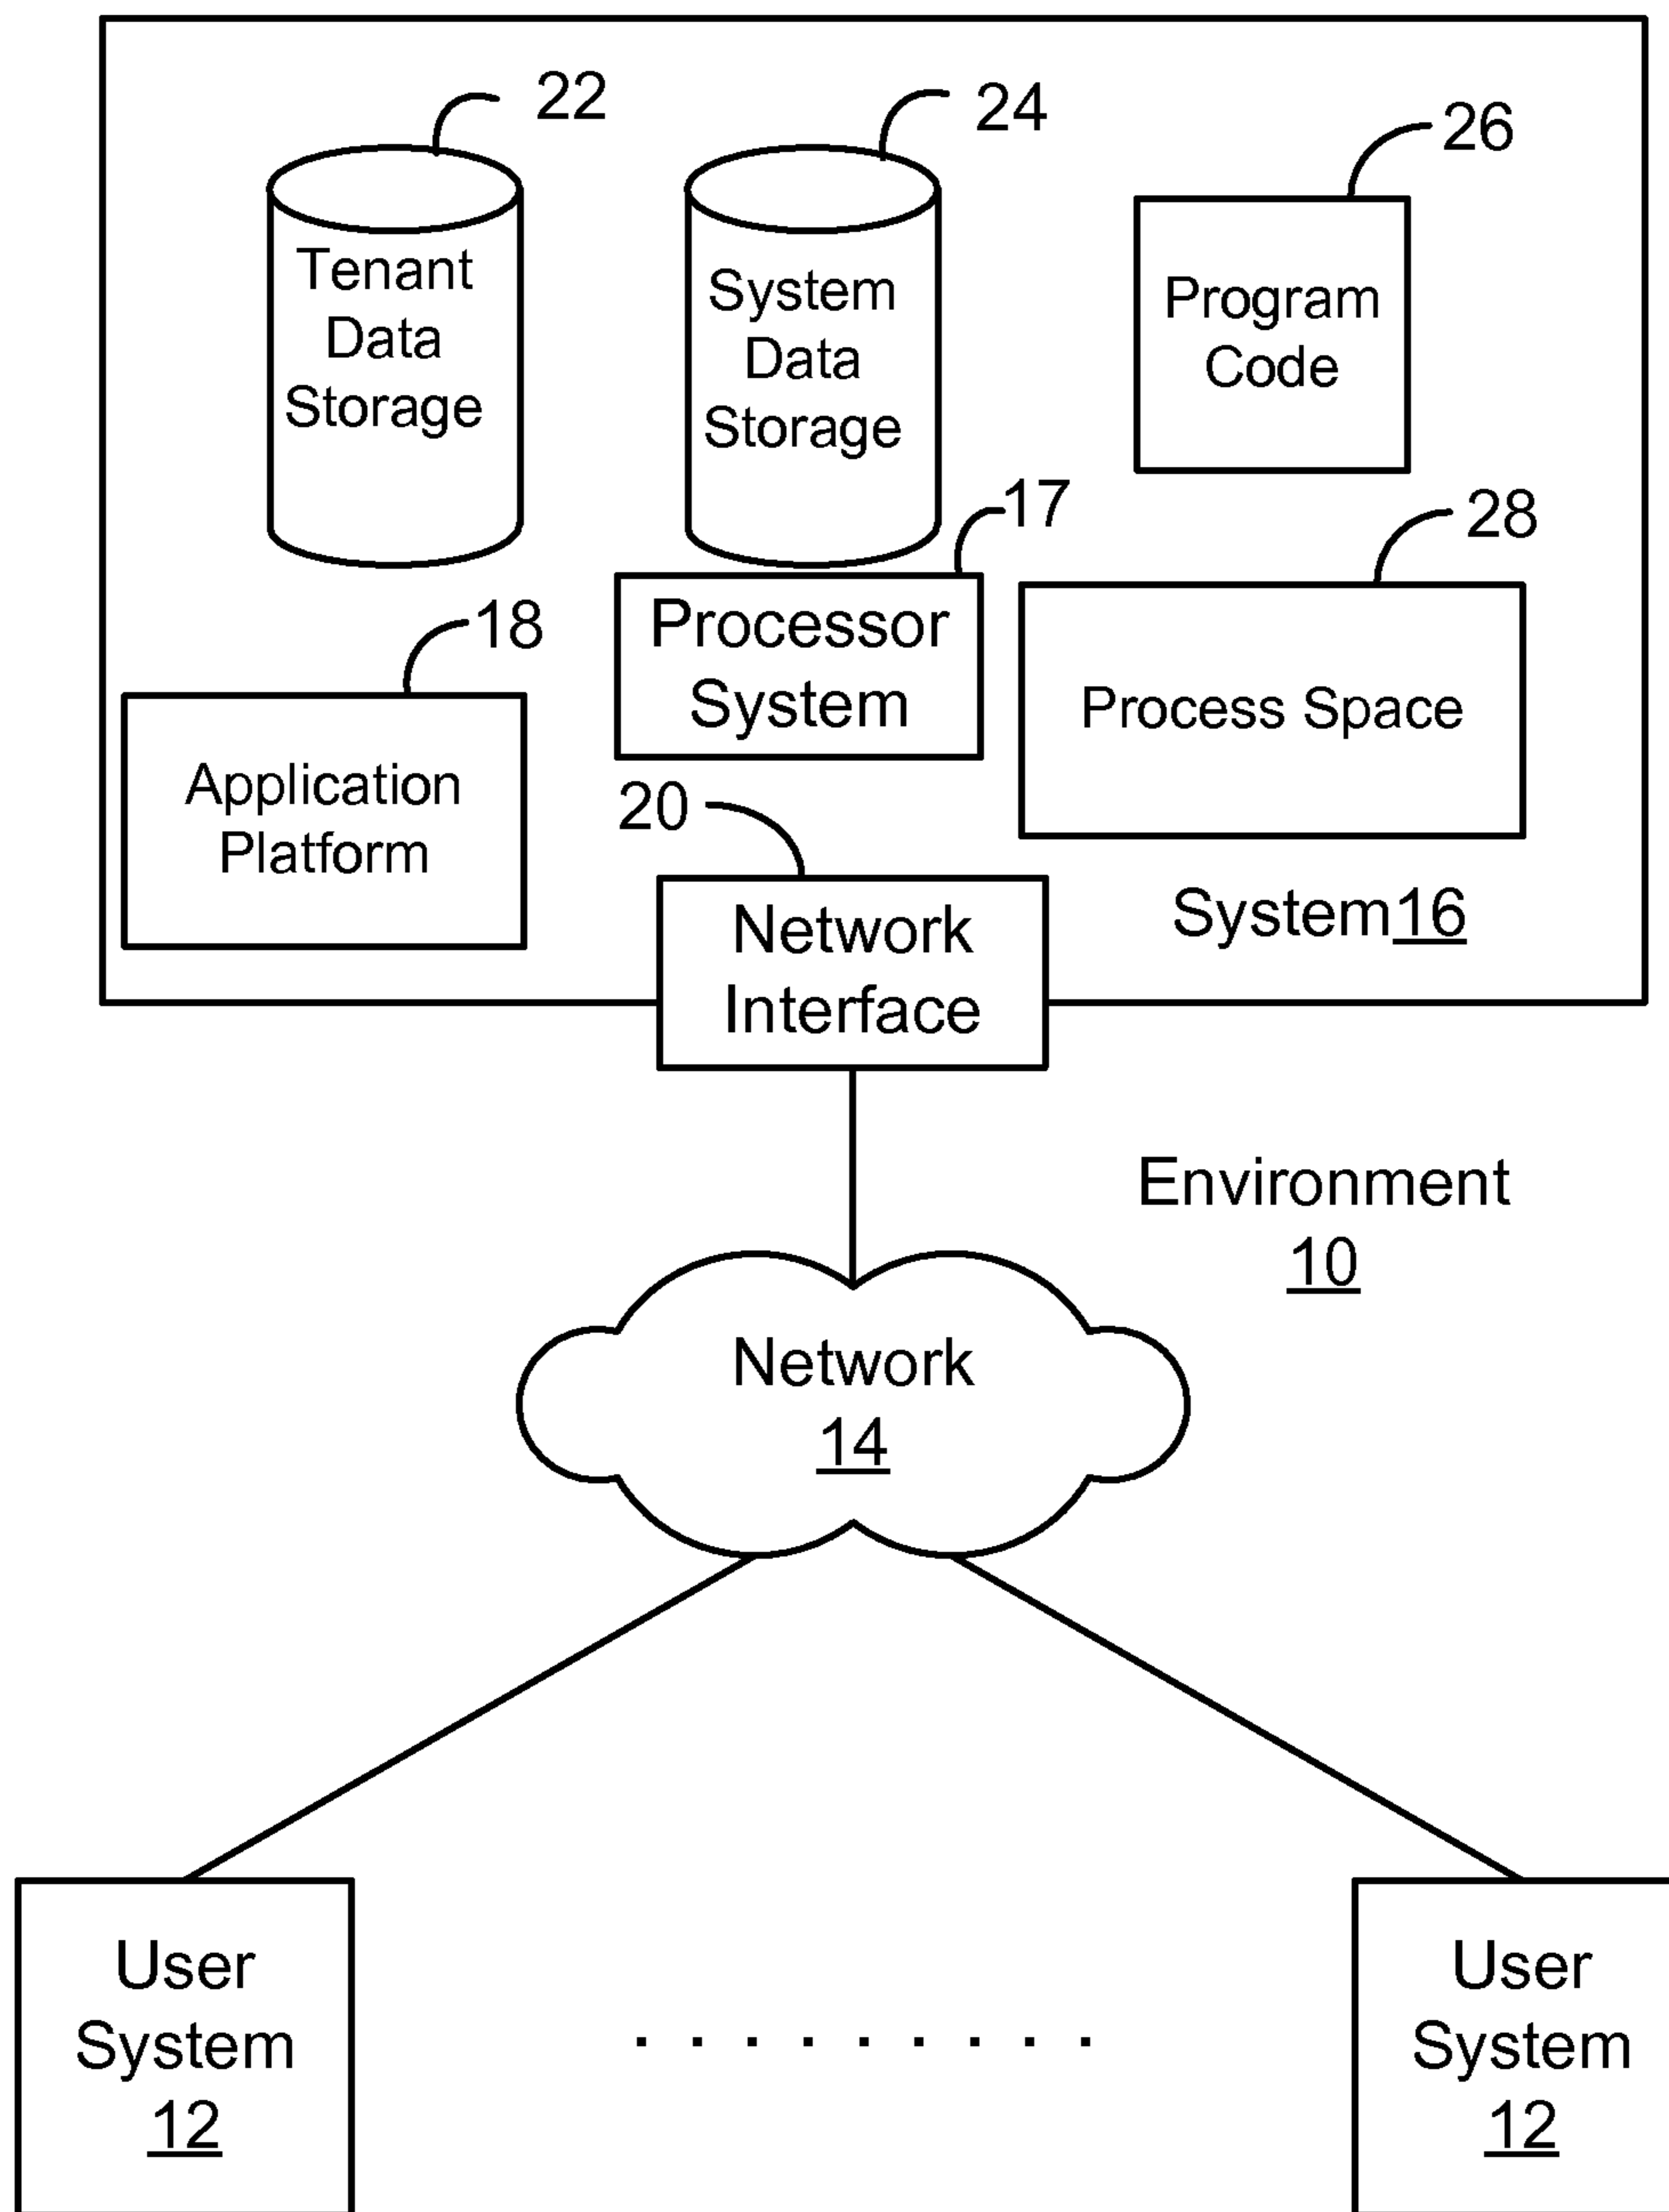 22
24
26
Tenant
Data
Storage
System
Data
Storage
Program
Code
17
28
18
Processor
System
Process Space
Application
Platform
20
Network
Interface
System16
Environment
10
Network
14
User
System
12
. . . . . . . . .
User
System
12